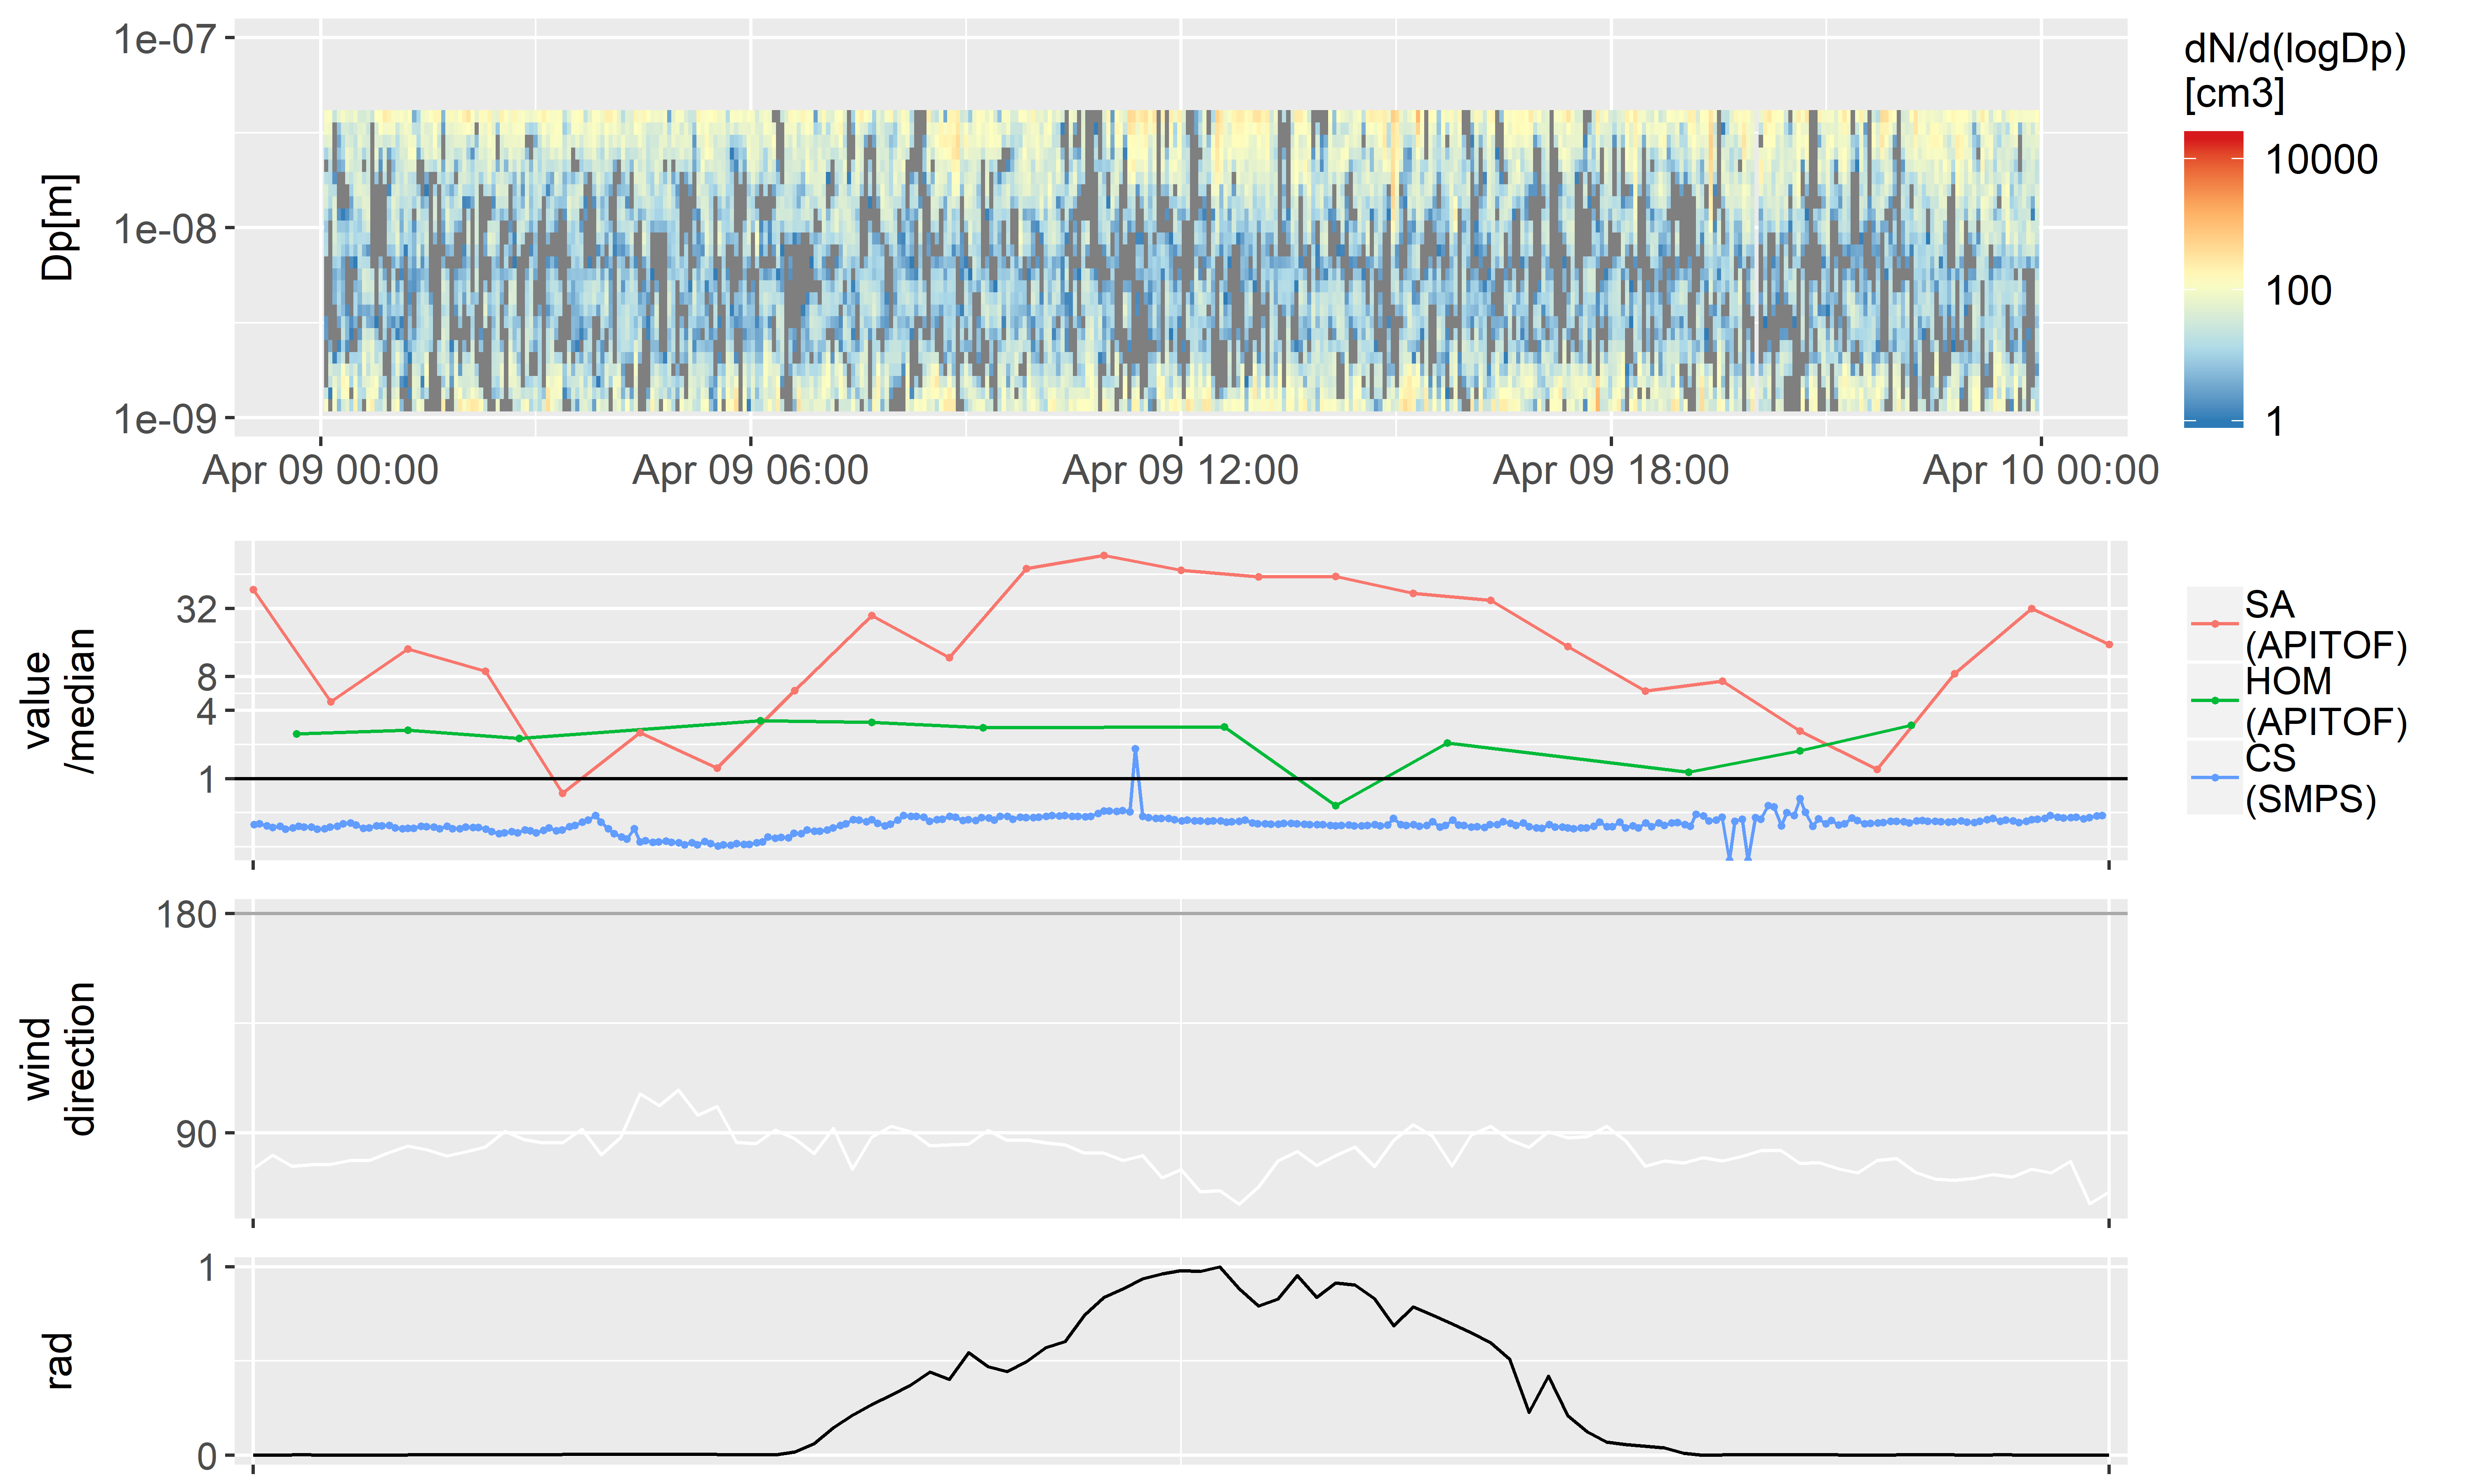 1e-07
1e-08
1e-09
Dp[m]
Apr 09 00:00
Apr 09 06:00
Apr 09 12:00
Apr 09 18:00
Apr 10 00:00
dN/d(logDp)
[cm3]
10000
100
1
32
8
4
1
value
/median
SA
(APITOF)
HOM
(APITOF)
CS
(SMPS)
180
90
wind
direction
1
0
rad